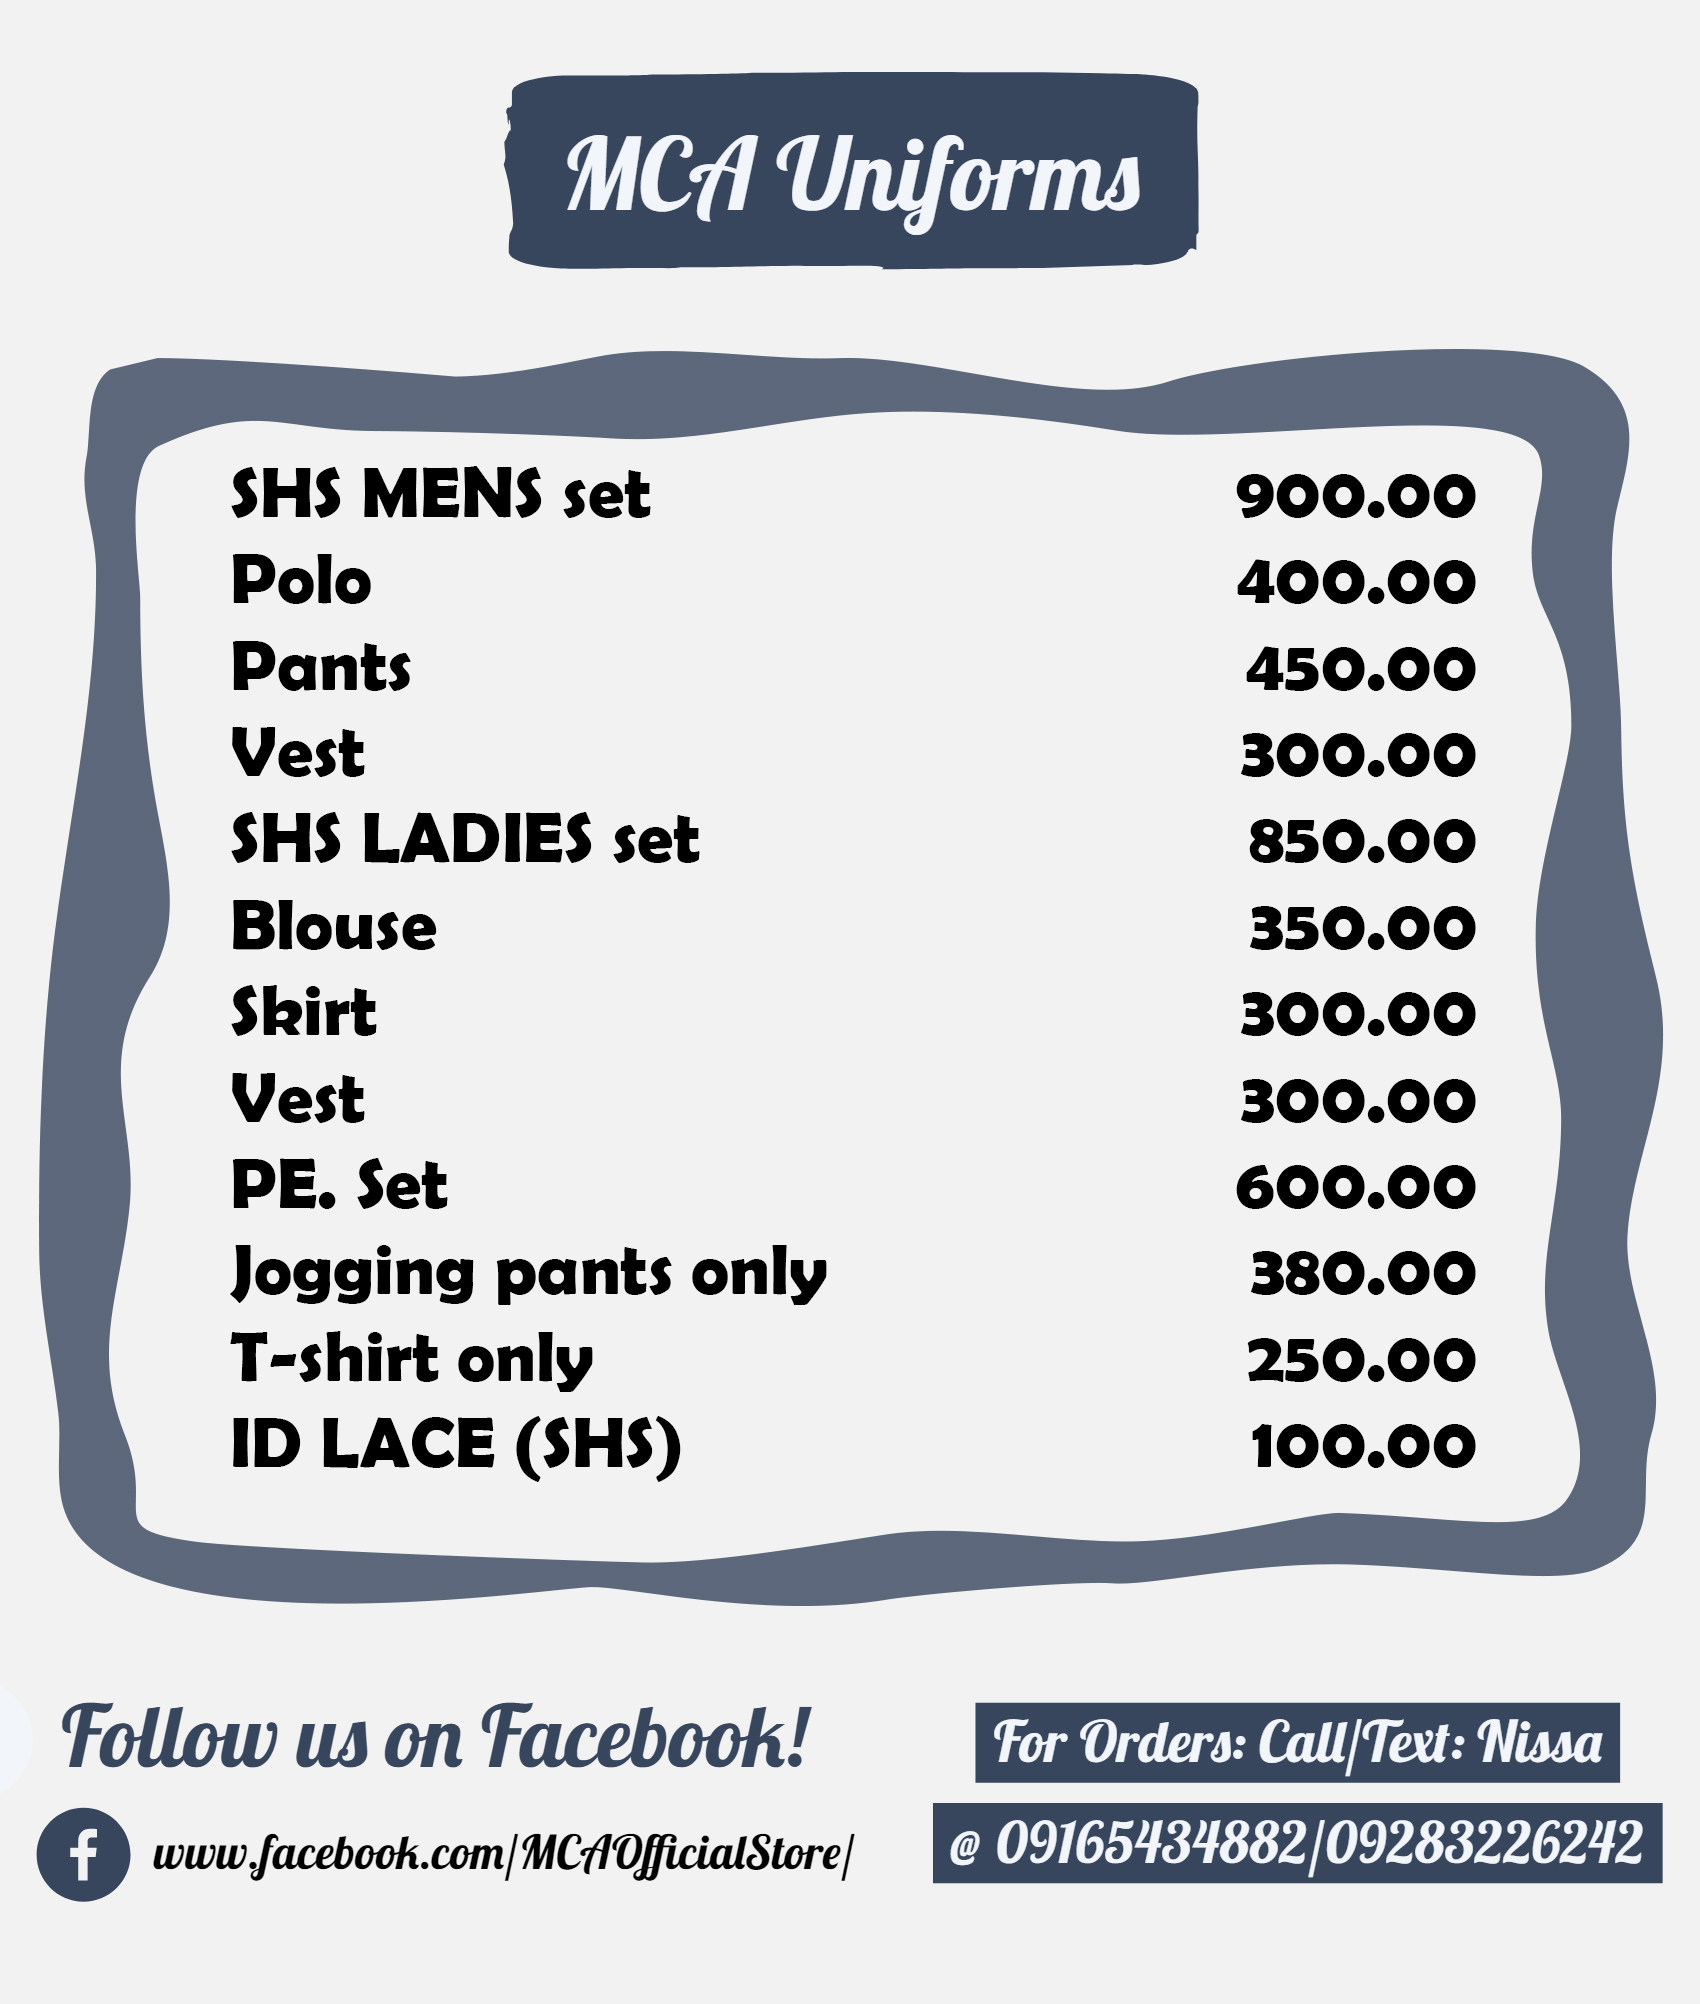 MCA Uniforms
SHS MENS set 900.00
Polo 400.00
Pants 450.00
Vest 300.00
SHS LADIES set 850.00
Blouse 350.00
Skirt 300.00
Vest 300.00
PE. Set 600.00
Jogging pants only 380.00
T-shirt only 250.00
ID LACE (SHS) 100.00
Follow us on Facebook!
www.facebook.com/MCAOfficialStore/
For Orders: Call/Text: Nissa
@ 09165434882/09283226242